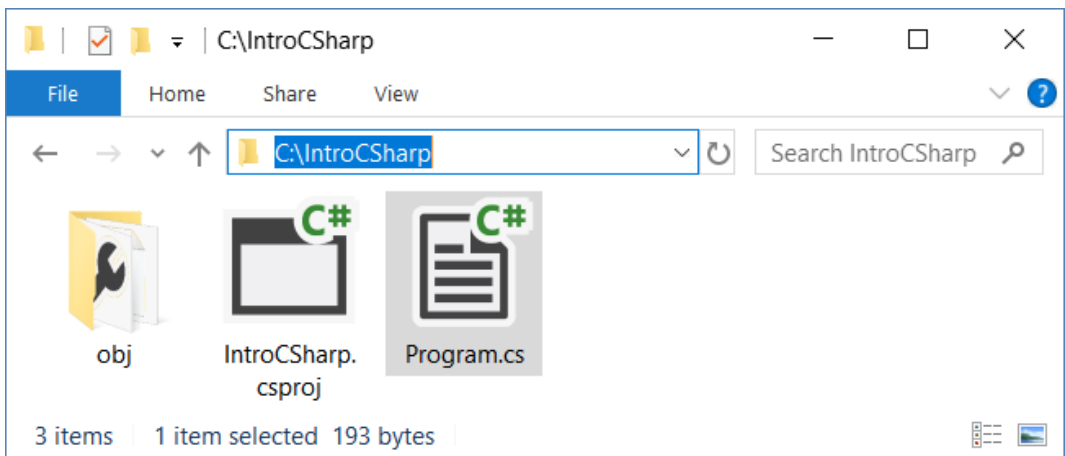 C:\IntroCSharp
File Home Share View ?
C:\IntroCSharp Search IntroCSharp
C# C#
obj IntroCSharp. Program.cs
csproj
3 items 1 item selected 193 bytes